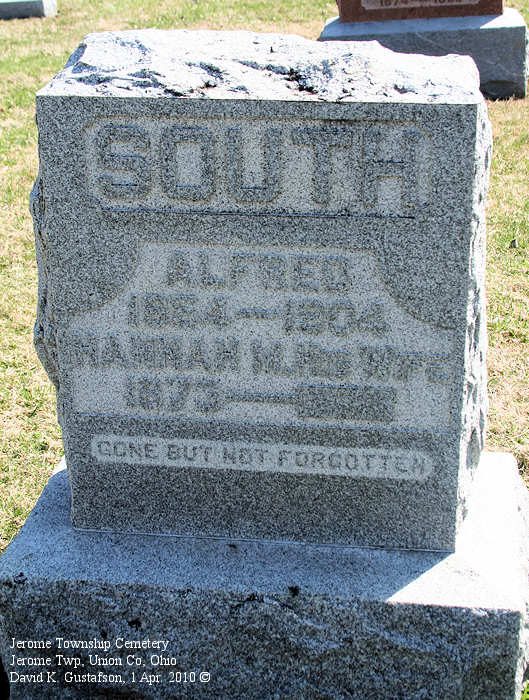 SOUTH
ALFRED
1904
HANNAH M. HIS WIFE
1873
GONE BUT NOT FORGOTTEN
Jerome Township Cemetery
Jerome Twp, Union Co, Ohio
David K. Gustafson, 1 Apr. 2010 ©